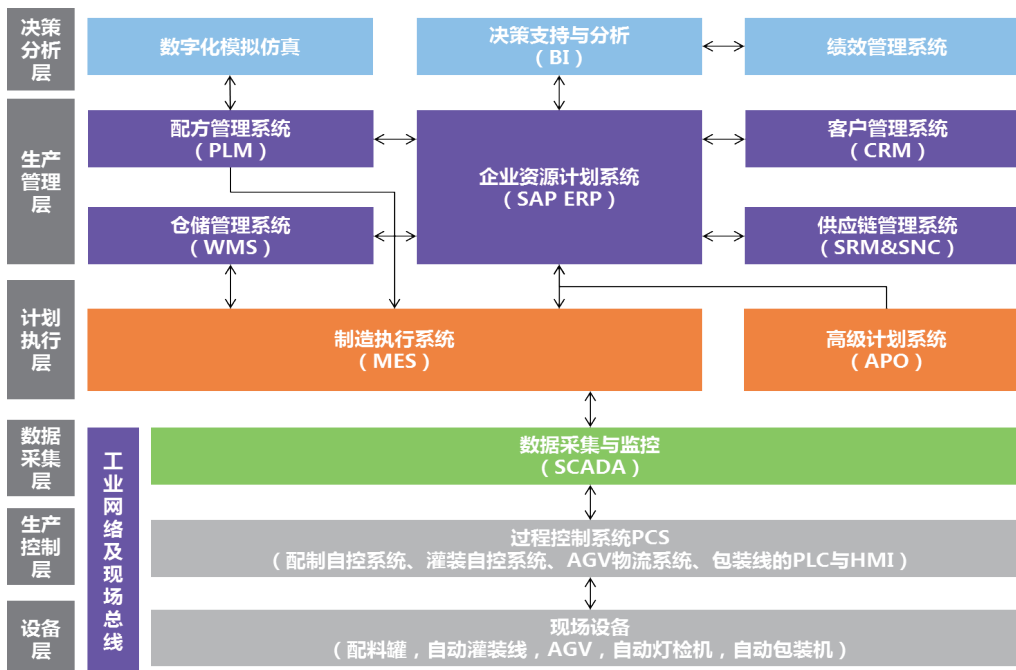 决策
分析
层
数字化模拟仿真
决策支持与分析
（BI）
绩效管理系统
生产
管理
层
配方管理系统
（PLM）
企业资源计划系统
（SAP ERP）
客户管理系统
（CRM）
仓储管理系统
（WMS）
供应链管理系统
（SRM&SNC）
计划
执行
层
制造执行系统
（MES）
高级计划系统
（APO）
数据
采集
层
工业网络及现场总线
数据采集与监控
（SCADA）
生产
控制
层
过程控制系统PCS
（配制自控系统、灌装自控系统、AGV物流系统、包装线的PLC与HMI）
设备
层
现场设备
（配料罐，自动灌装线，AGV，自动灯检机，自动包装机）